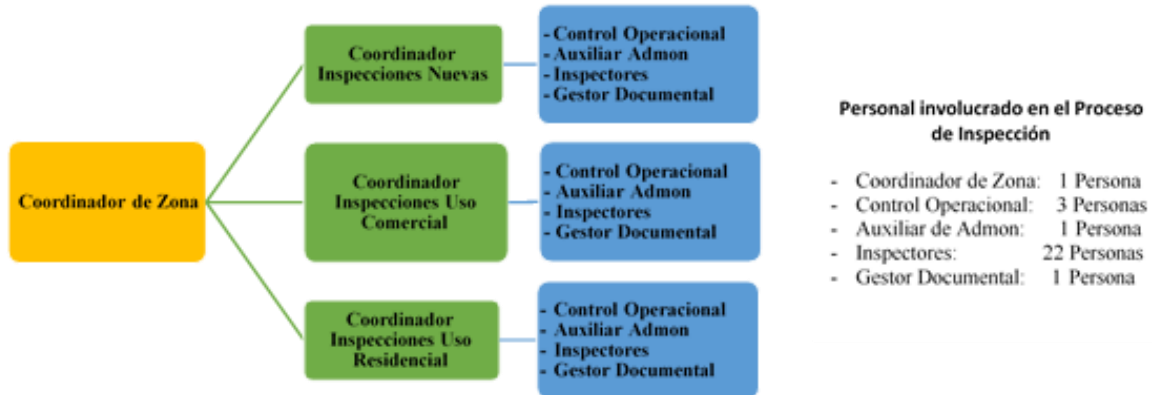 Coordinador de Zona
Coordinador
Inspecciones Nuevas
- Control Operacional
- Auxiliar Admon
- Inspectores
- Gestor Documental
Coordinador
Inspecciones Uso
Comercial
- Control Operacional
- Auxiliar Admon
- Inspectores
- Gestor Documental
Coordinador
Inspecciones Uso
Residencial
- Control Operacional
- Auxiliar Admon
- Inspectores
- Gestor Documental
Personal involucrado en el Proceso
de Inspección
- Coordinador de Zona: 1 Persona
- Control Operacional: 3 Personas
- Auxiliar de Admon: 1 Persona
- Inspectores: 22 Personas
- Gestor Documental: 1 Persona